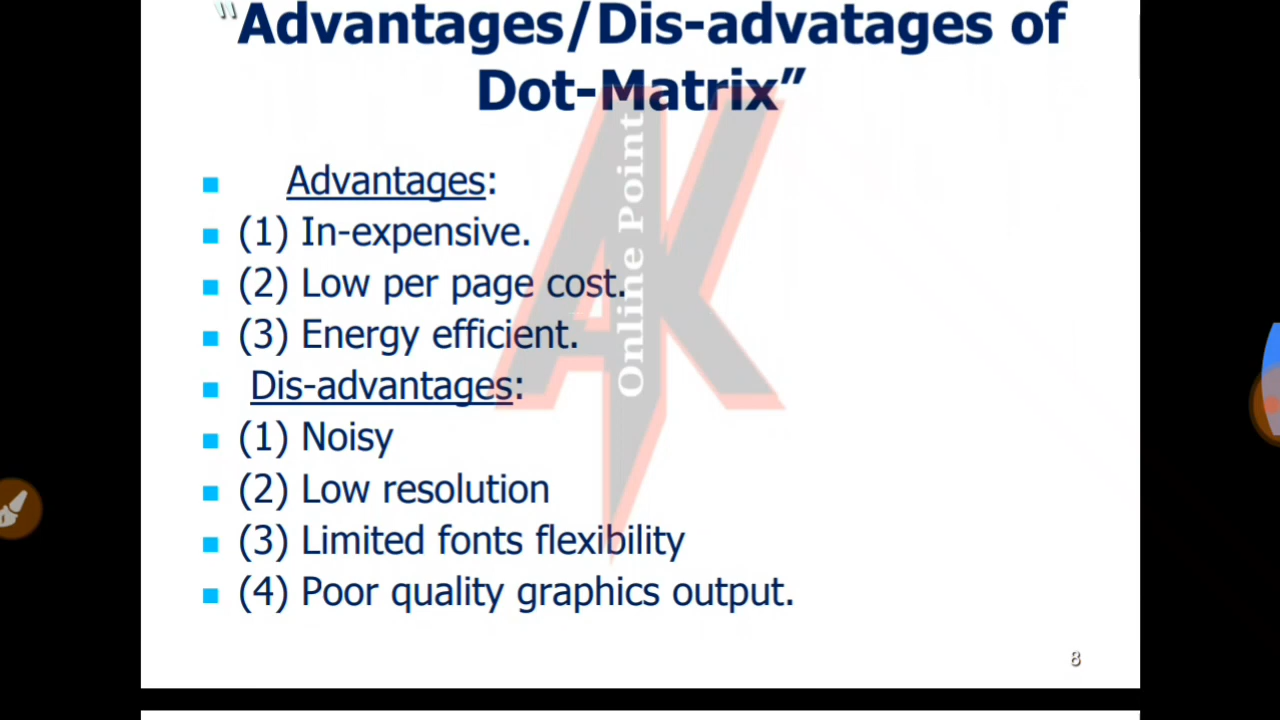 “Advantages/Dis-advatages of
Dot-Matrix”
Advantages:
(1) In-expensive.
(2) Low per page cost.
(3) Energy efficient.
Dis-advantages:
(1) Noisy
(2) Low resolution
(3) Limited fonts flexibility
(4) Poor quality graphics output.
AK
Online Point
8